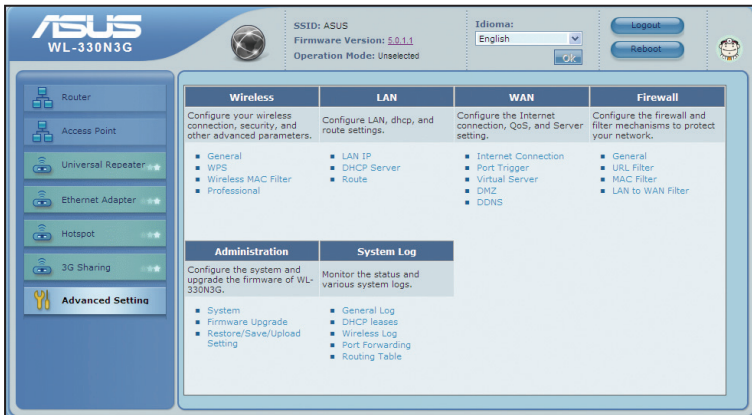 ASUS
WL-330N3G
SSID: ASUS
Firmware Version: 5.0.1.1
Operation Mode: Unselected
Idioma:
English
Ok
Logout
Reboot
Router
Access Point
Universal Repeater
Ethernet Adapter
Hotspot
3G Sharing
Advanced Setting
Wireless
Configure your wireless
connection, security, and
other advanced parameters.
General
WPS
Wireless MAC Filter
Professional
LAN
Configure LAN, dhcp, and
route settings.
LAN IP
DHCP Server
Route
WAN
Configure the Internet
connection, QoS, and Server
setting.
Internet Connection
Port Trigger
Virtual Server
DMZ
DDNS
Firewall
Configure the firewall and
filter mechanisms to protect
your network.
General
URL Filter
MAC Filter
LAN to WAN Filter
Administration
Configure the system and
upgrade the firmware of WL-
330N3G.
System
Firmware Upgrade
Restore/Save/Upload
Setting
System Log
Monitor the status and
various system logs.
General Log
DHCP leases
Wireless Log
Port Forwarding
Routing Table